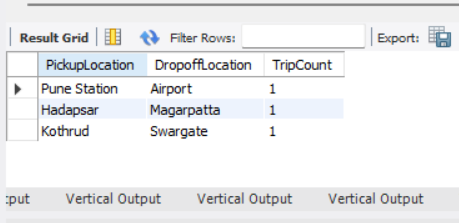 Result Grid Filter Rows: Export:
PickupLocation DropoffLocation TripCount
Pune Station Airport 1
Hadapsar Magarpatta 1
Kothrud Swargate 1
Vertical Output Vertical Output Vertical Output